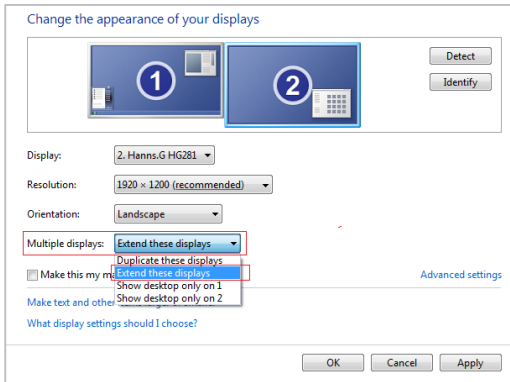 Change the appearance of your displays
1
2
Detect
Identify
Display:
2. Hanns.G HG281
Resolution:
1920 × 1200 (recommended)
Orientation:
Landscape
Multiple displays:
Extend these displays
Duplicate these displays
Make this my m
Extend these displays
Advanced settings
Show desktop only on 1
Make text and other
Show desktop only on 2
What display settings should I choose?
OK
Cancel
Apply